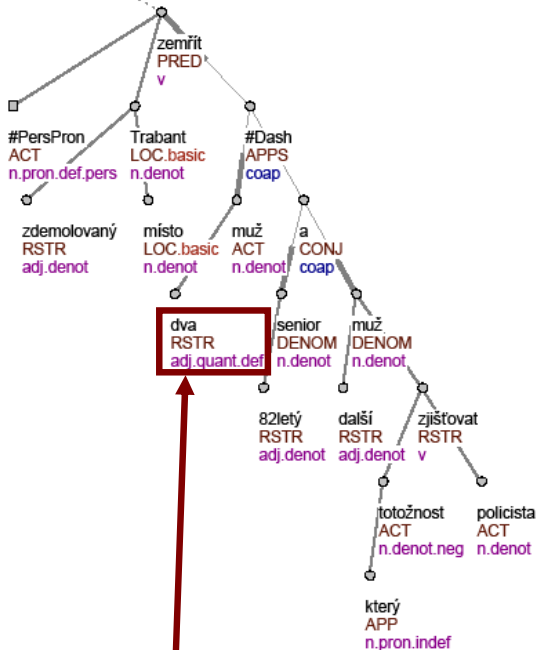 zemřít
PRED
v
#PersPron
ACT
n.pron.def.pers
Trabant
LOC.basic
n.denot
#Dash
APPS
coap
zdemolovaný
RSTR
adj.denot
místo
LOC.basic
n.denot
muž
ACT
n.denot
a
CONJ
coap
dva
RSTR
adj.quant.def
senior
DENOM
n.denot
muž
DENOM
n.denot
82letý
RSTR
adj.denot
další
RSTR
adj.denot
zjišťovat
RSTR
v
totožnost
ACT
n.denot.neg
policista
ACT
n.denot
který
APP
n.pron.indef